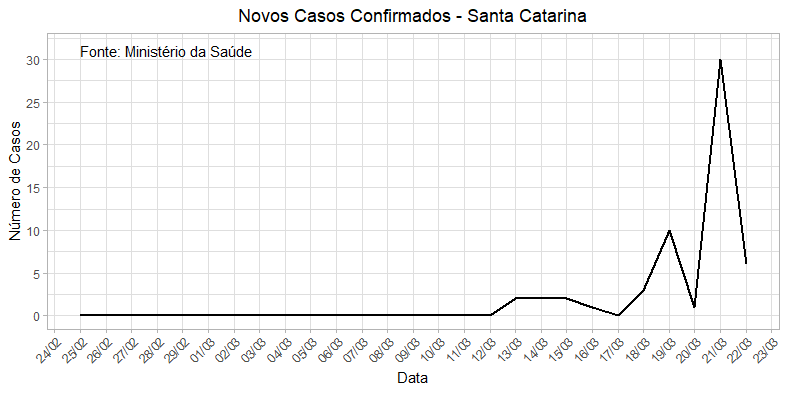 Novos Casos Confirmados - Santa Catarina
Fonte: Ministério da Saúde
Número de Casos
30
25
20
15
10
5
0
24/02 25/02 26/02 27/02 28/02 29/02 01/03 02/03 03/03 04/03 05/03 06/03 07/03 08/03 09/03 10/03 11/03 12/03 13/03 14/03 15/03 16/03 17/03 18/03 19/03 20/03 21/03 22/03 23/03
Data